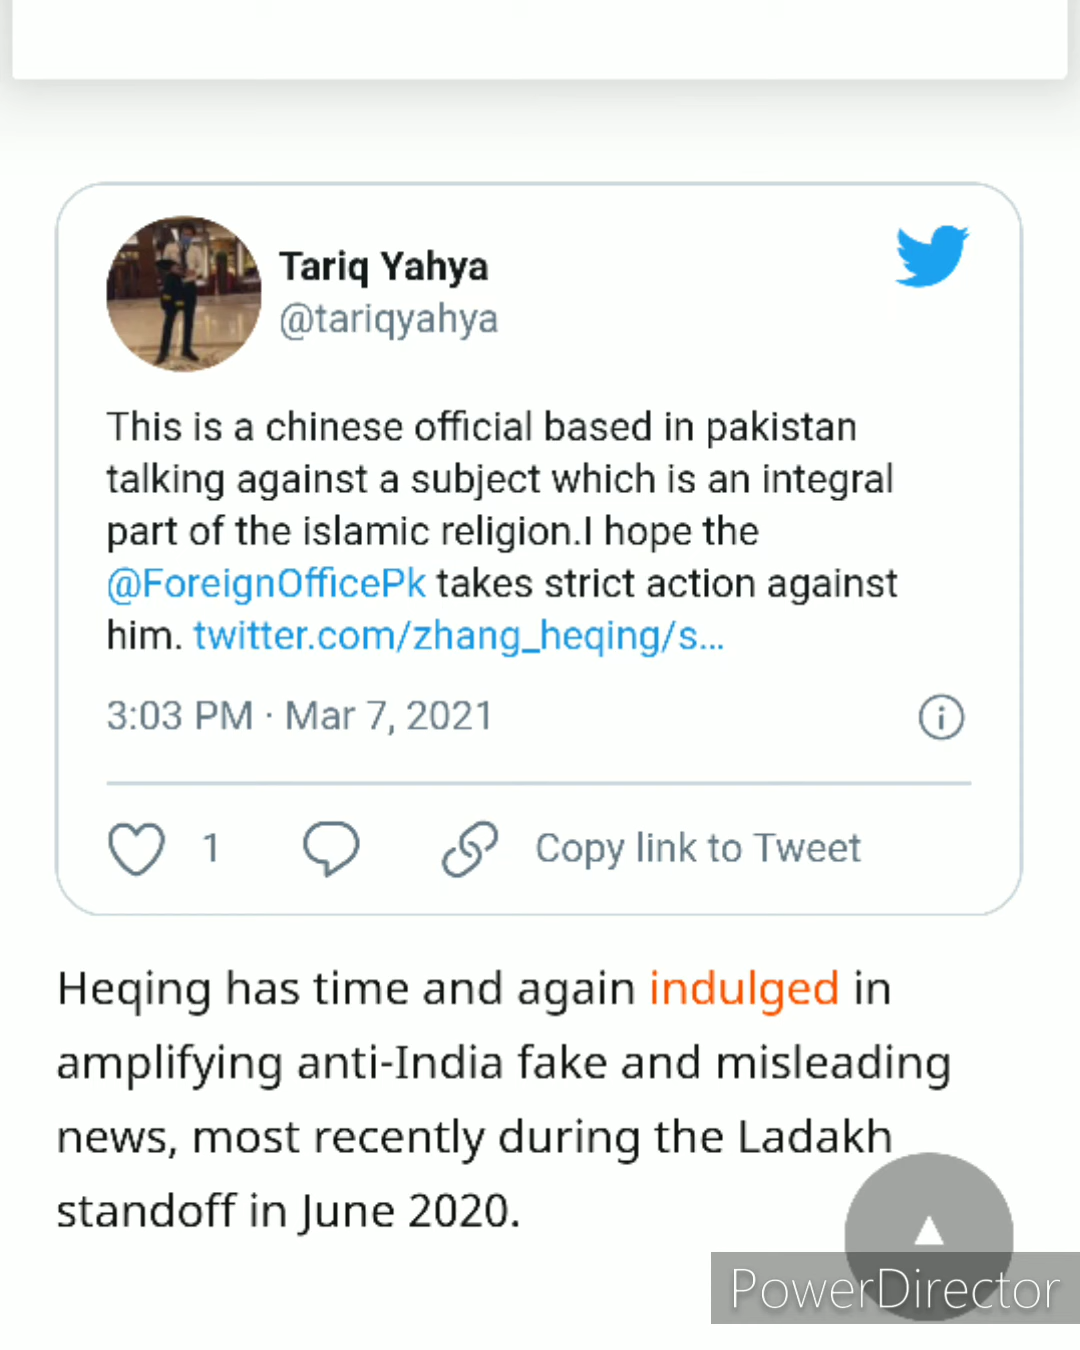 Tariq Yahya
@tariqyahya
This is a chinese official based in pakistan
talking against a subject which is an integral
part of the islamic religion.I hope the
@ForeignOfficePk takes strict action against
him. twitter.com/zhang_heqing/s...
3:03 PM · Mar 7, 2021
1 Copy link to Tweet
Heqing has time and again indulged in
amplifying anti-India fake and misleading
news, most recently during the Ladakh
standoff in June 2020.
PowerDirector